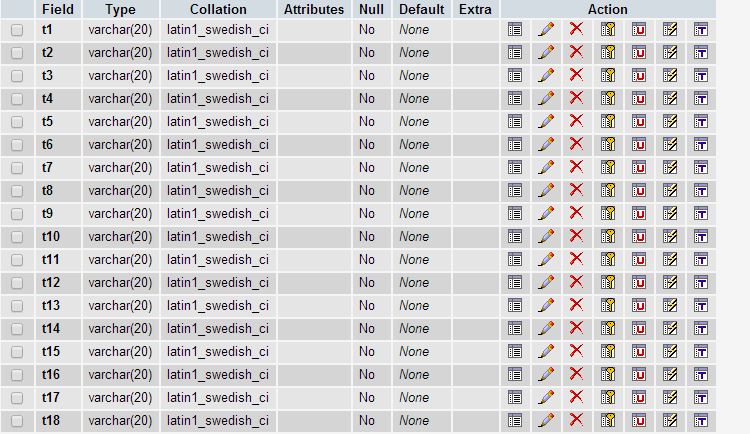 Field Type Collation Attributes Null Default Extra Action
t1 varchar(20) latin1_swedish_ci No None
t2 varchar(20) latin1_swedish_ci No None
t3 varchar(20) latin1_swedish_ci No None
t4 varchar(20) latin1_swedish_ci No None
t5 varchar(20) latin1_swedish_ci No None
t6 varchar(20) latin1_swedish_ci No None
t7 varchar(20) latin1_swedish_ci No None
t8 varchar(20) latin1_swedish_ci No None
t9 varchar(20) latin1_swedish_ci No None
t10 varchar(20) latin1_swedish_ci No None
t11 varchar(20) latin1_swedish_ci No None
t12 varchar(20) latin1_swedish_ci No None
t13 varchar(20) latin1_swedish_ci No None
t14 varchar(20) latin1_swedish_ci No None
t15 varchar(20) latin1_swedish_ci No None
t16 varchar(20) latin1_swedish_ci No None
t17 varchar(20) latin1_swedish_ci No None
t18 varchar(20) latin1_swedish_ci No None